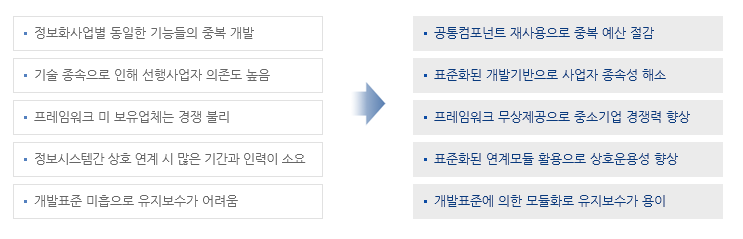 정보화사업별 동일한 기능들의 중복 개발
공통컴포넌트 재사용으로 중복 예산 절감
기술 종속으로 인해 선행사업자 의존도 높음
표준화된 개발기반으로 사업자 종속성 해소
프레임워크 미 보유업체는 경쟁 불리
프레임워크 무상제공으로 중소기업 경쟁력 향상
정보시스템간 상호 연계 시 많은 기간과 인력이 소요
표준화된 연계모듈 활용으로 상호운용성 향상
개발표준 미흡으로 유지보수가 어려움
개발표준에 의한 모듈화로 유지보수가 용이